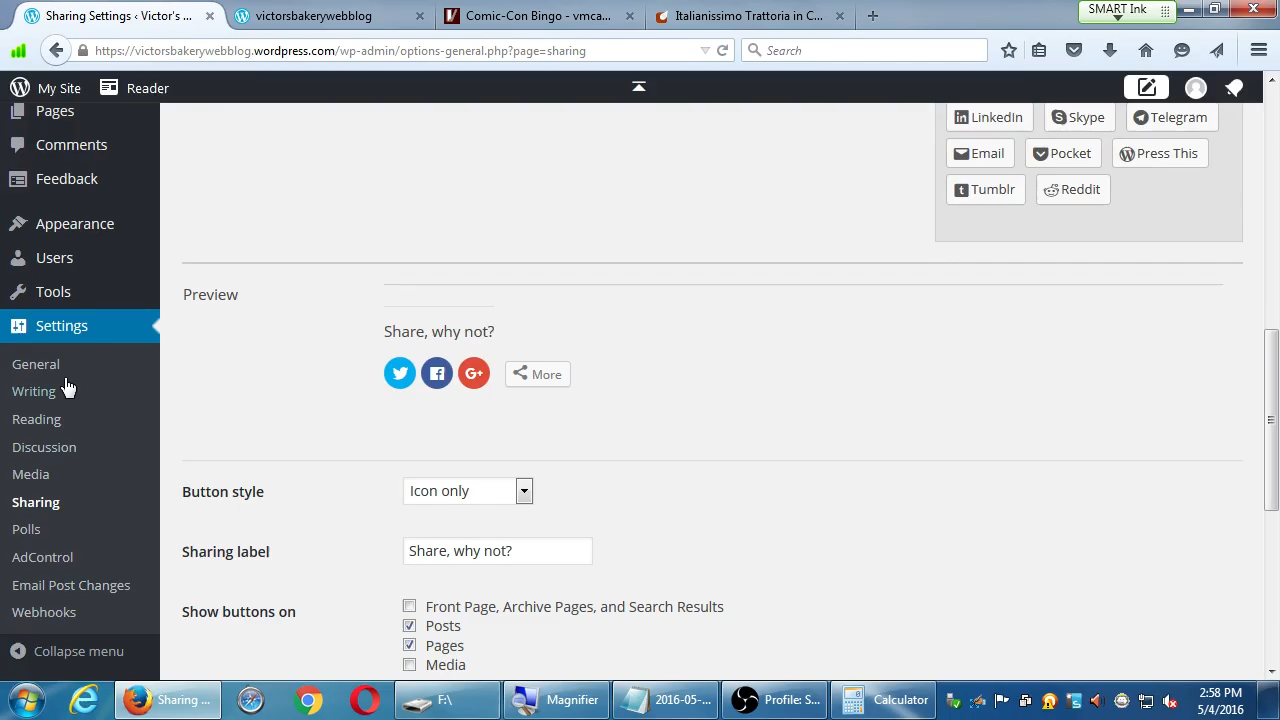 Sharing Settings ‹ Victor's ...
victorsbakerywebblog
Comic-Con Bingo - vmca...
Italianissimo Trattoria in C...
SMART Ink
https://victorsbakerywebblog.wordpress.com/wp-admin/options-general.php?page=sharing
Search
My Site
Reader
Pages
Comments
Feedback
Appearance
Users
Tools
Settings
General
Writing
Reading
Discussion
Media
Sharing
Polls
AdControl
Email Post Changes
Webhooks
Collapse menu
LinkedIn
Skype
Telegram
Email
Pocket
Press This
Tumblr
Reddit
Preview
Share, why not?
More
Button style
Icon only
Sharing label
Share, why not?
Show buttons on
Front Page, Archive Pages, and Search Results
Posts
Pages
Media
Sharing ...
F:\
Magnifier
2016-05-...
Profile: S...
Calculator
2:58 PM
5/4/2016